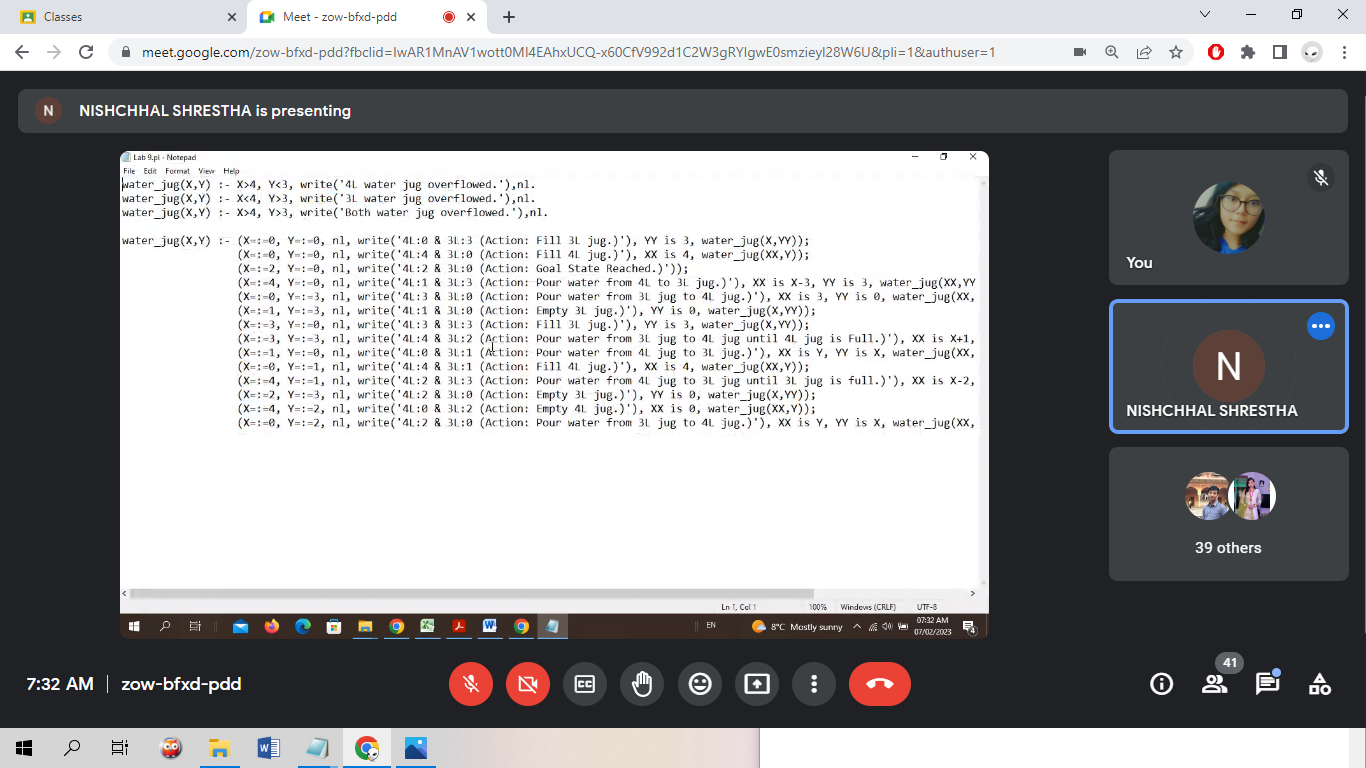 Classes
Meet - zow-bfxd-pdd
meet.google.com/zow-bfxd-pdd?fbclid=IwAR1MnAV1wott0MI4EAhxUCQ-x60CfV992d1C2W3gRYIgwE0smzieyl28W6U&pli=1&authuser=1
N NISHCHHAL SHRESTHA is presenting
Lab 9.pl - Notepad
File Edit Format View Help
water_jug(X,Y) :- X>4, Y<3, write('4L water jug overflowed.'),nl.
water_jug(X,Y) :- X<4, Y>3, write('3L water jug overflowed.'),nl.
water_jug(X,Y) :- X>4, Y>3, write('Both water jug overflowed.'),nl.
water_jug(X,Y) :- (X=:=0, Y=:=0, nl, write('4L:0 & 3L:3 (Action: Fill 3L jug.)'), YY is 3, water_jug(X,YY));
(X=:=0, Y=:=0, nl, write('4L:4 & 3L:0 (Action: Fill 4L jug.)'), XX is 4, water_jug(XX,Y));
(X=:=2, Y=:=0, nl, write('4L:2 & 3L:0 (Action: Goal State Reached.)'));
(X=:=4, Y=:=0, nl, write('4L:1 & 3L:3 (Action: Pour water from 4L to 3L jug.)'), XX is X-3, YY is 3, water_jug(XX,YY
(X=:=0, Y=:=3, nl, write('4L:3 & 3L:0 (Action: Pour water from 3L jug to 4L jug.)'), XX is 3, YY is 0, water_jug(XX,
(X=:=1, Y=:=3, nl, write('4L:1 & 3L:0 (Action: Empty 3L jug.)'), YY is 0, water_jug(X,YY));
(X=:=3, Y=:=0, nl, write('4L:3 & 3L:3 (Action: Fill 3L jug.)'), YY is 3, water_jug(X,YY));
(X=:=3, Y=:=3, nl, write('4L:4 & 3L:2 (Action: Pour water from 3L jug to 4L jug until 4L jug is Full.)'), XX is X+1,
(X=:=1, Y=:=0, nl, write('4L:0 & 3L:1 (Action: Pour water from 4L jug to 3L jug.)'), XX is Y, YY is X, water_jug(XX,
(X=:=0, Y=:=1, nl, write('4L:4 & 3L:1 (Action: Fill 4L jug.)'), XX is 4, water_jug(XX,Y));
(X=:=4, Y=:=1, nl, write('4L:2 & 3L:3 (Action: Pour water from 4L jug to 3L jug until 3L jug is full.)'), XX is X-2,
(X=:=2, Y=:=3, nl, write('4L:2 & 3L:0 (Action: Empty 3L jug.)'), YY is 0, water_jug(X,YY));
(X=:=4, Y=:=2, nl, write('4L:0 & 3L:2 (Action: Empty 4L jug.)'), XX is 0, water_jug(XX,Y));
(X=:=0, Y=:=2, nl, write('4L:2 & 3L:0 (Action: Pour water from 3L jug to 4L jug.)'), XX is Y, YY is X, water_jug(XX,
Ln 1, Col 1 100% Windows (CRLF) UTF-8
EN 8°C Mostly sunny 07:32 AM
07/02/2023
4
You
N
NISHCHHAL SHRESTHA
39 others
7:32 AM zow-bfxd-pdd
41